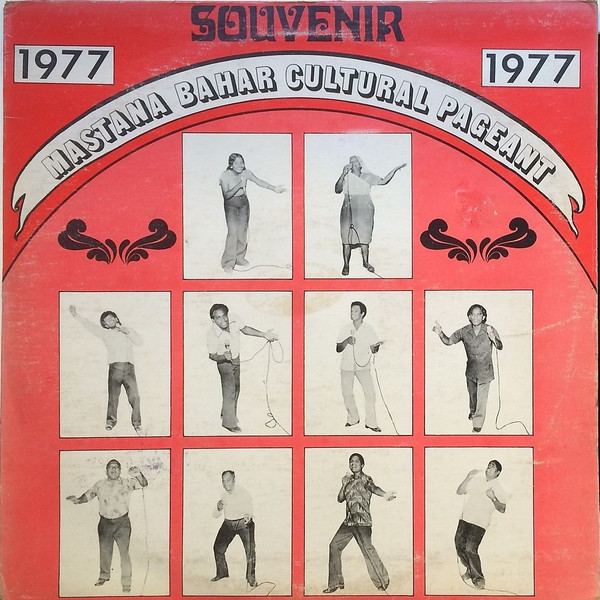 SOUVENIR
1977 1977
MASTANA BAHAR CULTURAL PAGEANT